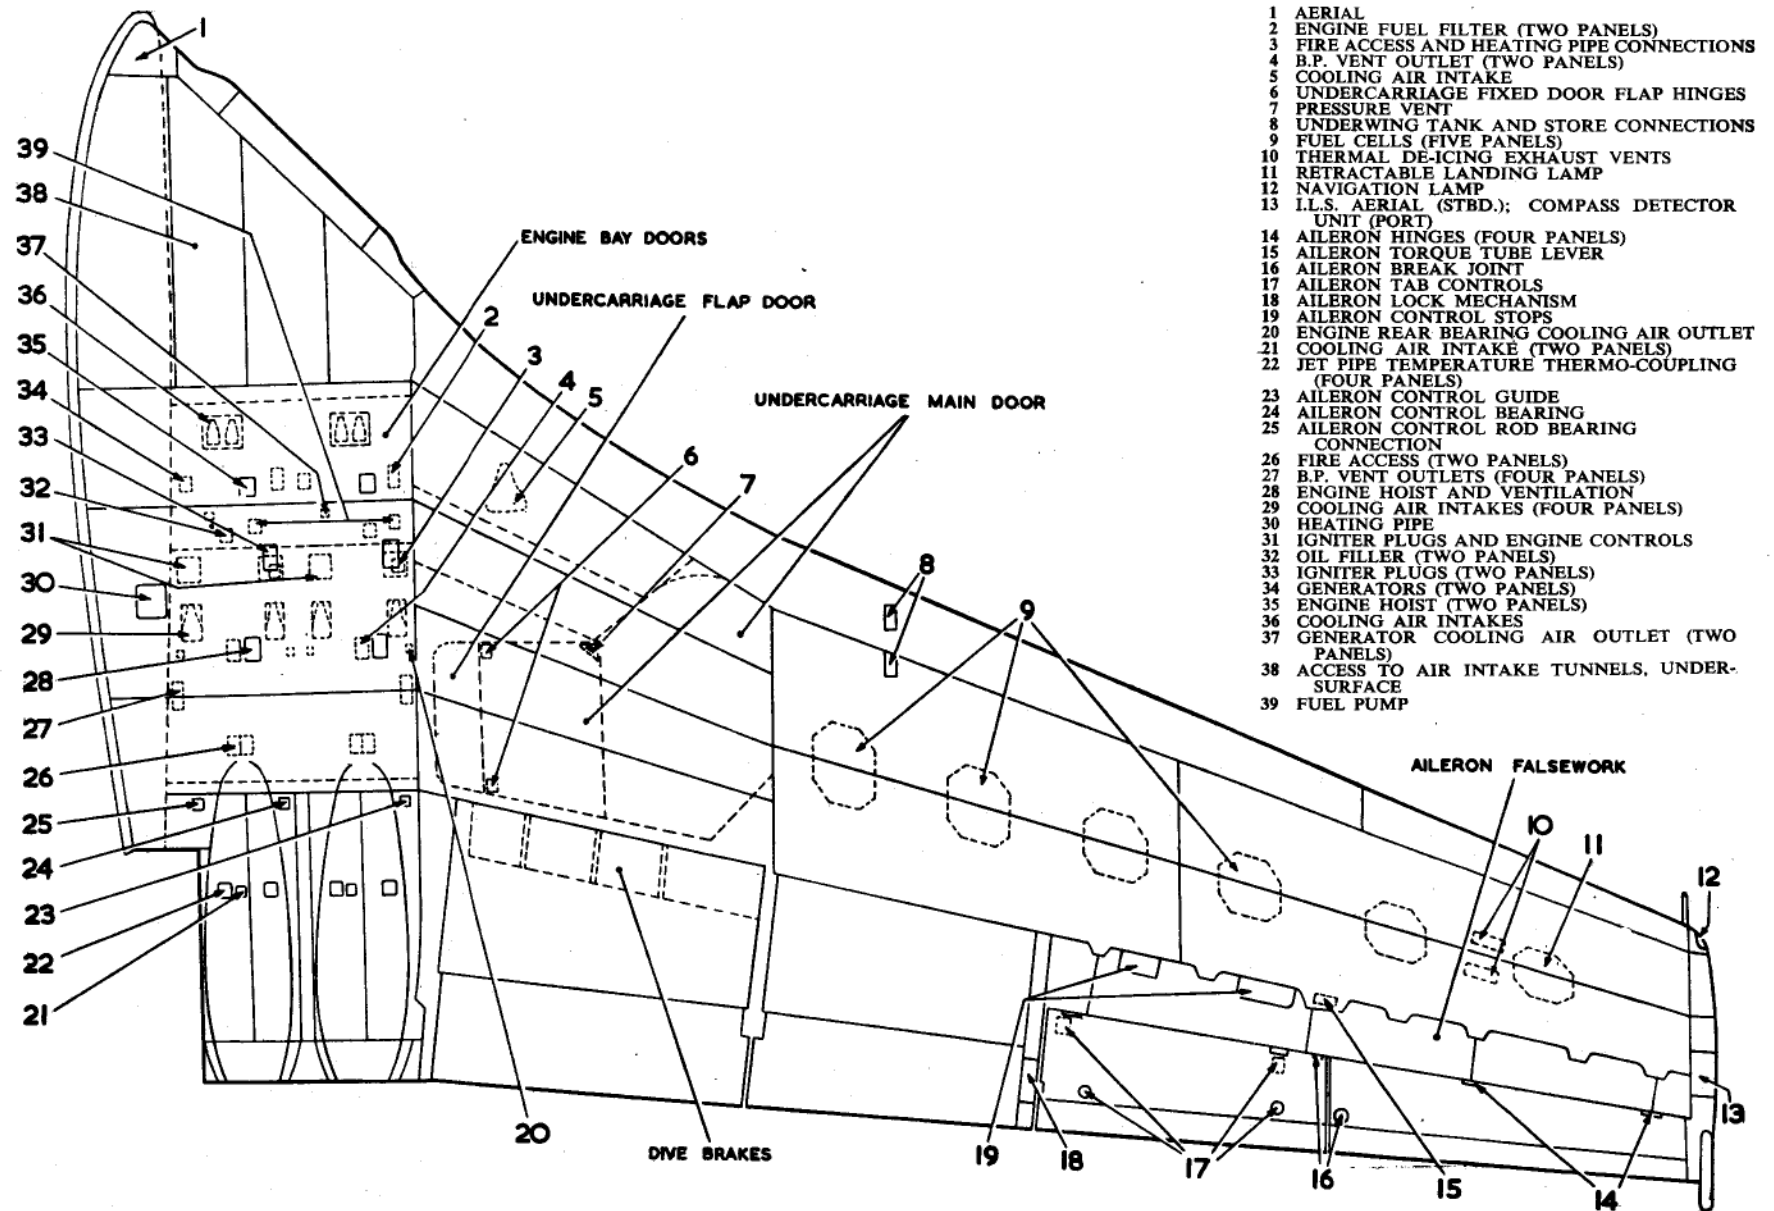 1 AERIAL
2 ENGINE FUEL FILTER (TWO PANELS)
3 FIRE ACCESS AND HEATING PIPE CONNECTIONS
4 B.P. VENT OUTLET (TWO PANELS)
5 COOLING AIR INTAKE
6 UNDERCARRIAGE FIXED DOOR FLAP HINGES
7 PRESSURE VENT
8 UNDERWING TANK AND STORE CONNECTIONS
9 FUEL CELLS (FIVE PANELS)
10 THERMAL DE-ICING EXHAUST VENTS
11 RETRACTABLE LANDING LAMP
12 NAVIGATION LAMP
13 I.L.S. AERIAL (STBD.); COMPASS DETECTOR
UNIT (PORT)
14 AILERON HINGES (FOUR PANELS)
15 AILERON TORQUE TUBE LEVER
16 AILERON BREAK JOINT
17 AILERON TAB CONTROLS
18 AILERON LOCK MECHANISM
19 AILERON CONTROL STOPS
20 ENGINE REAR BEARING COOLING AIR OUTLET
21 COOLING AIR INTAKE (TWO PANELS)
22 JET PIPE TEMPERATURE THERMO-COUPLING
(FOUR PANELS)
23 AILERON CONTROL GUIDE
24 AILERON CONTROL BEARING
25 AILERON CONTROL ROD BEARING
CONNECTION
26 FIRE ACCESS (TWO PANELS)
27 B.P. VENT OUTLETS (FOUR PANELS)
28 ENGINE HOIST AND VENTILATION
29 COOLING AIR INTAKES (FOUR PANELS)
30 HEATING PIPE
31 IGNITER PLUGS AND ENGINE CONTROLS
32 OIL FILLER (TWO PANELS)
33 IGNITER PLUGS (TWO PANELS)
34 GENERATORS (TWO PANELS)
35 ENGINE HOIST (TWO PANELS)
36 COOLING AIR INTAKES
37 GENERATOR COOLING AIR OUTLET (TWO
PANELS)
38 ACCESS TO AIR INTAKE TUNNELS, UNDER-
SURFACE
39 FUEL PUMP
1
39
38
37
36
35
34
33
32
31
30
29
28
27
26
25
24
23
22
21
ENGINE BAY DOORS
UNDERCARRIAGE FLAP DOOR
2
3
4
5
UNDERCARRIAGE MAIN DOOR
6
7
8
9
AILERON FALSEWORK
10
11
12
13
14
15
16
17
18
19
20
DIVE BRAKES